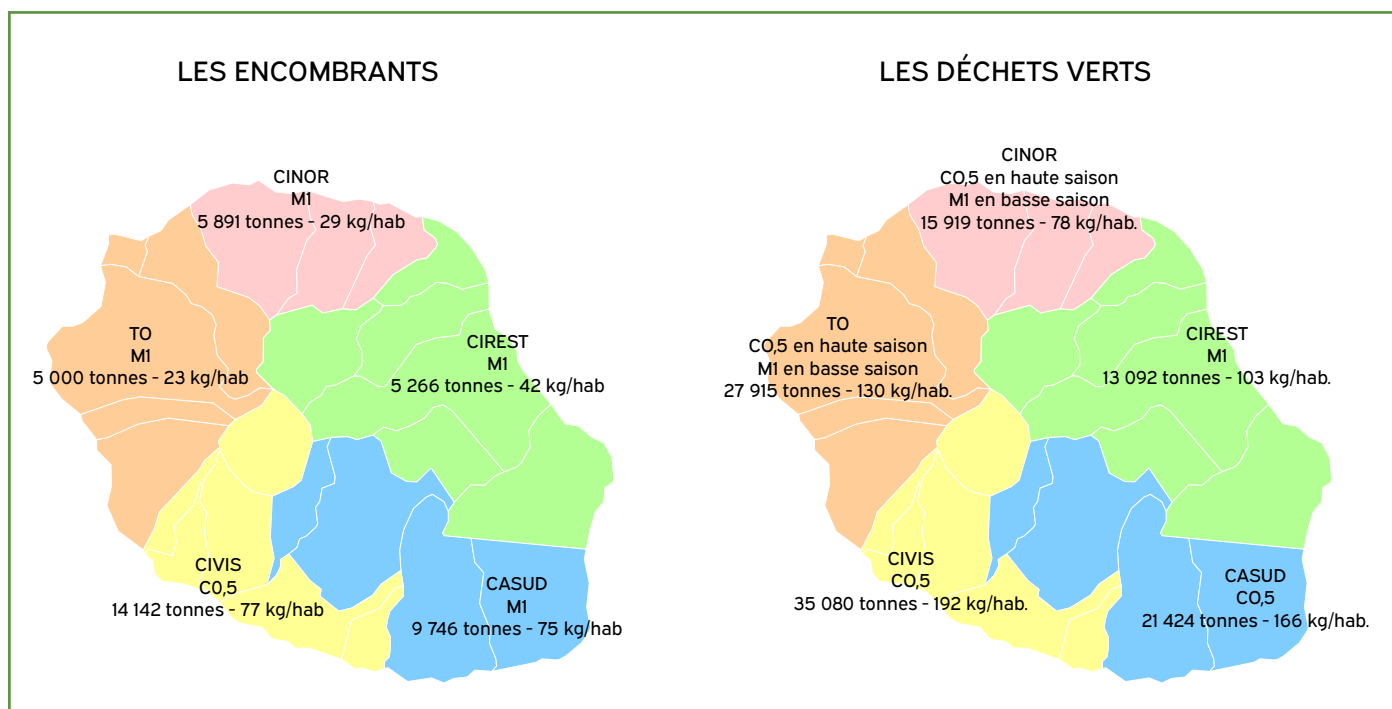 LES ENCOMBRANTS
CINOR
M1
5 891 tonnes - 29 kg/hab
TO
M1
5 000 tonnes - 23 kg/hab
CIREST
M1
5 266 tonnes - 42 kg/hab
CIVIS
C0,5
14 142 tonnes - 77 kg/hab
CASUD
M1
9 746 tonnes - 75 kg/hab
LES DÉCHETS VERTS
CINOR
CO,5 en haute saison
M1 en basse saison
15 919 tonnes - 78 kg/hab.
TO
CO,5 en haute saison
M1 en basse saison
27 915 tonnes - 130 kg/hab.
CIREST
M1
13 092 tonnes - 103 kg/hab.
CIVIS
CO,5
35 080 tonnes - 192 kg/hab.
CASUD
CO,5
21 424 tonnes - 166 kg/hab.